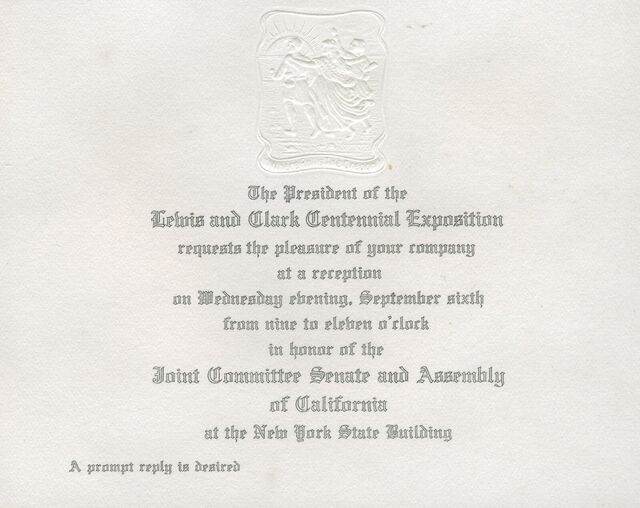 The President of the
Lewis and Clark Centennial Exposition
requests the pleasure of your company
at a reception
on Wednesday evening, September sixth
from nine to eleven o'clock
in honor of the
Joint Committee Senate and Assembly
of California
at the New York State Building
A prompt reply is desired